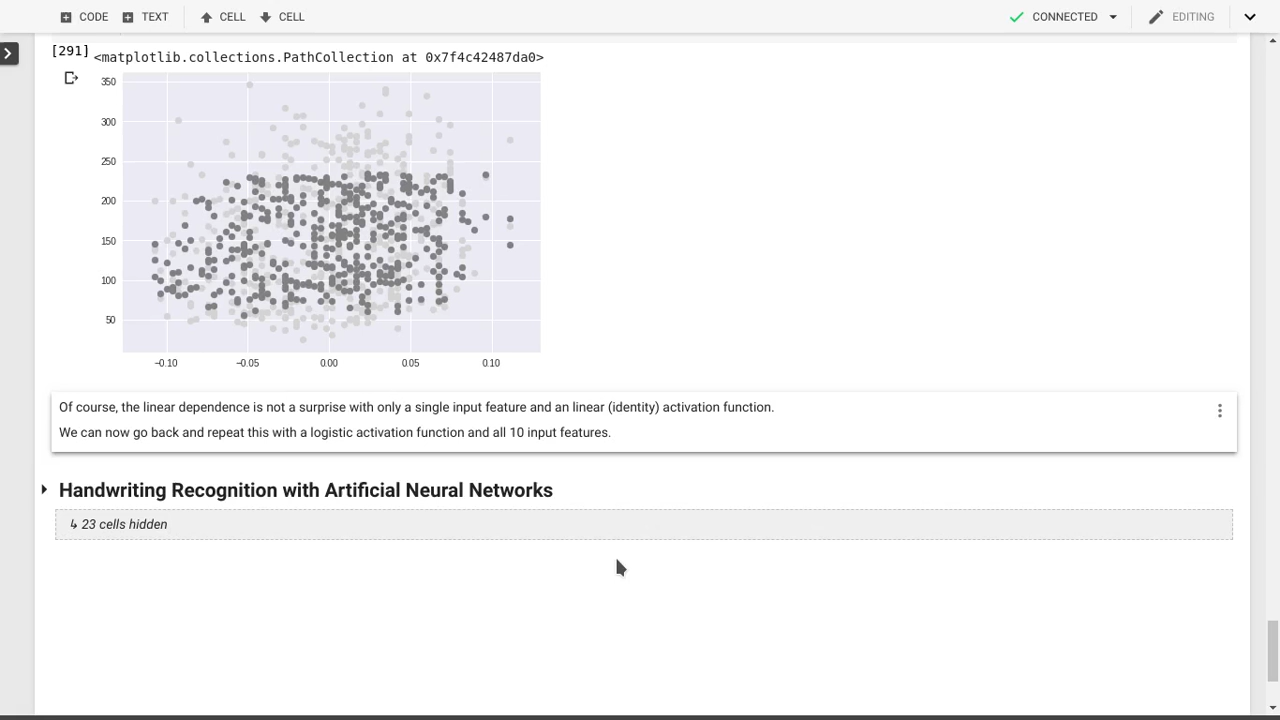 CODE TEXT CELL CELL CONNECTED EDITING
[291] <matplotlib.collections.PathCollection at 0x7f4c42487da0>
350
300
250
200
150
100
50
−0.10 −0.05 0.00 0.05 0.10
Of course, the linear dependence is not a surprise with only a single input feature and an linear (identity) activation function.
We can now go back and repeat this with a logistic activation function and all 10 input features.
Handwriting Recognition with Artificial Neural Networks
↳ 23 cells hidden